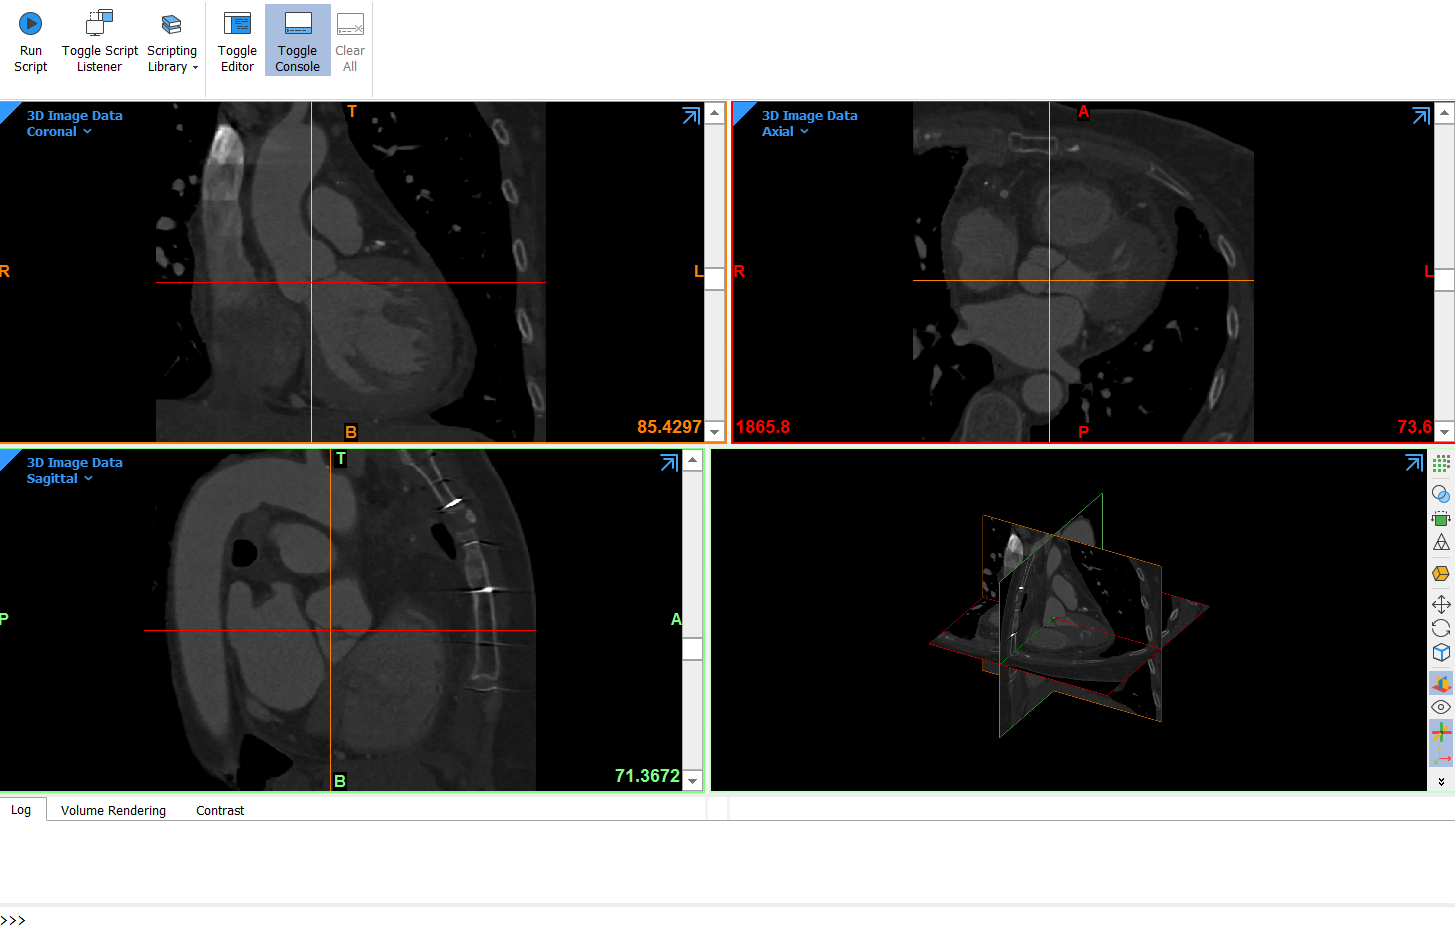 Run Script
Toggle Script Listener
Scripting Library
Toggle Editor
Toggle Console
Clear All
3D Image Data
Coronal
T
R
L
B
85.4297
3D Image Data
Axial
A
R
L
1865.8
P
73.6
3D Image Data
Sagittal
T
P
A
B
71.3672
Log
Volume Rendering
Contrast
>>>